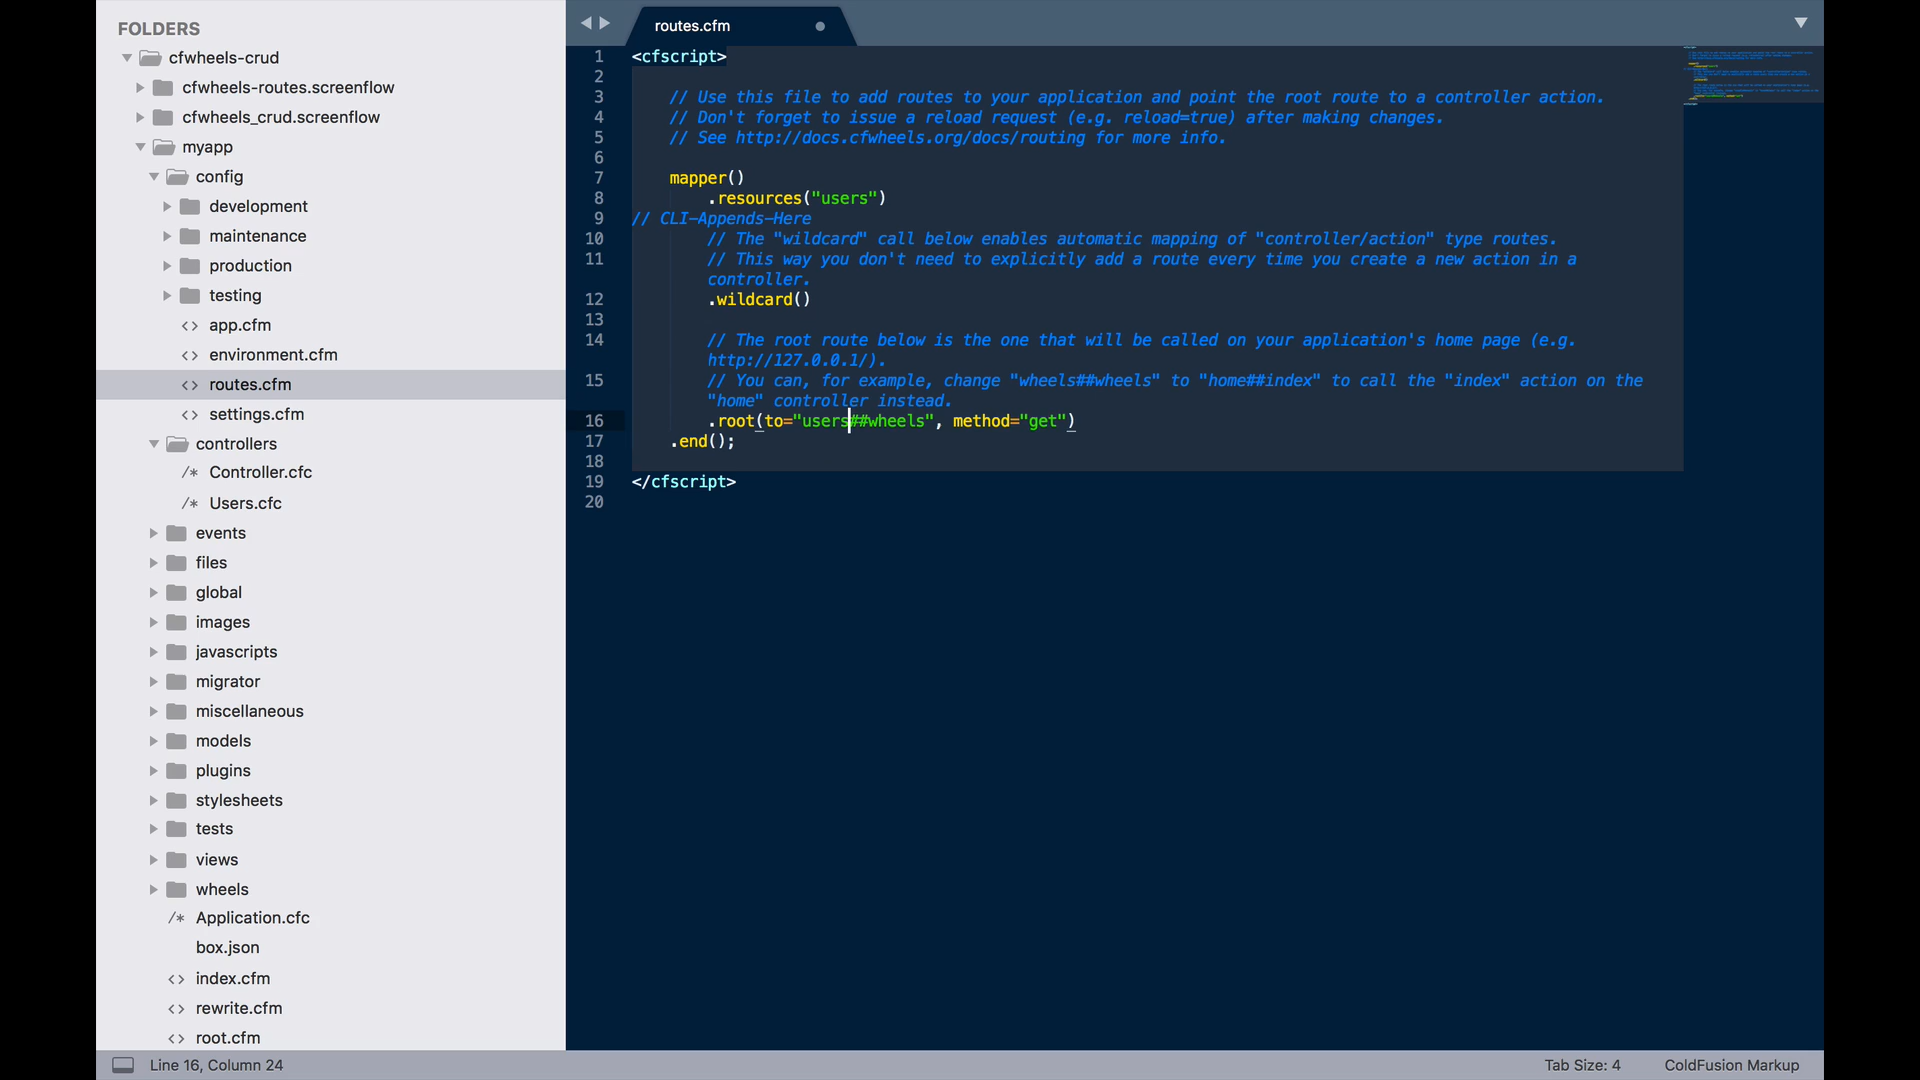 FOLDERS
cfwheels-crud
cfwheels-routes.screenflow
cfwheels_crud.screenflow
myapp
config
development
maintenance
production
testing
<> app.cfm
<> environment.cfm
<> routes.cfm
<> settings.cfm
controllers
/* Controller.cfc
/* Users.cfc
events
files
global
images
javascripts
migrator
miscellaneous
models
plugins
stylesheets
tests
views
wheels
/* Application.cfc
box.json
<> index.cfm
<> rewrite.cfm
<> root.cfm
routes.cfm
1 <cfscript>
2
3 // Use this file to add routes to your application and point the root route to a controller action.
4 // Don't forget to issue a reload request (e.g. reload=true) after making changes.
5 // See http://docs.cfwheels.org/docs/routing for more info.
6
7 mapper()
8 .resources("users")
9 // CLI-Appends-Here
10 // The "wildcard" call below enables automatic mapping of "controller/action" type routes.
11 // This way you don't need to explicitly add a route every time you create a new action in a
controller.
12 .wildcard()
13
14 // The root route below is the one that will be called on your application's home page (e.g.
http://127.0.0.1/).
15 // You can, for example, change "wheels##wheels" to "home##index" to call the "index" action on the
"home" controller instead.
16 .root(to="users##wheels", method="get")
17 .end();
18
19 </cfscript>
20
Line 16, Column 24
Tab Size: 4
ColdFusion Markup